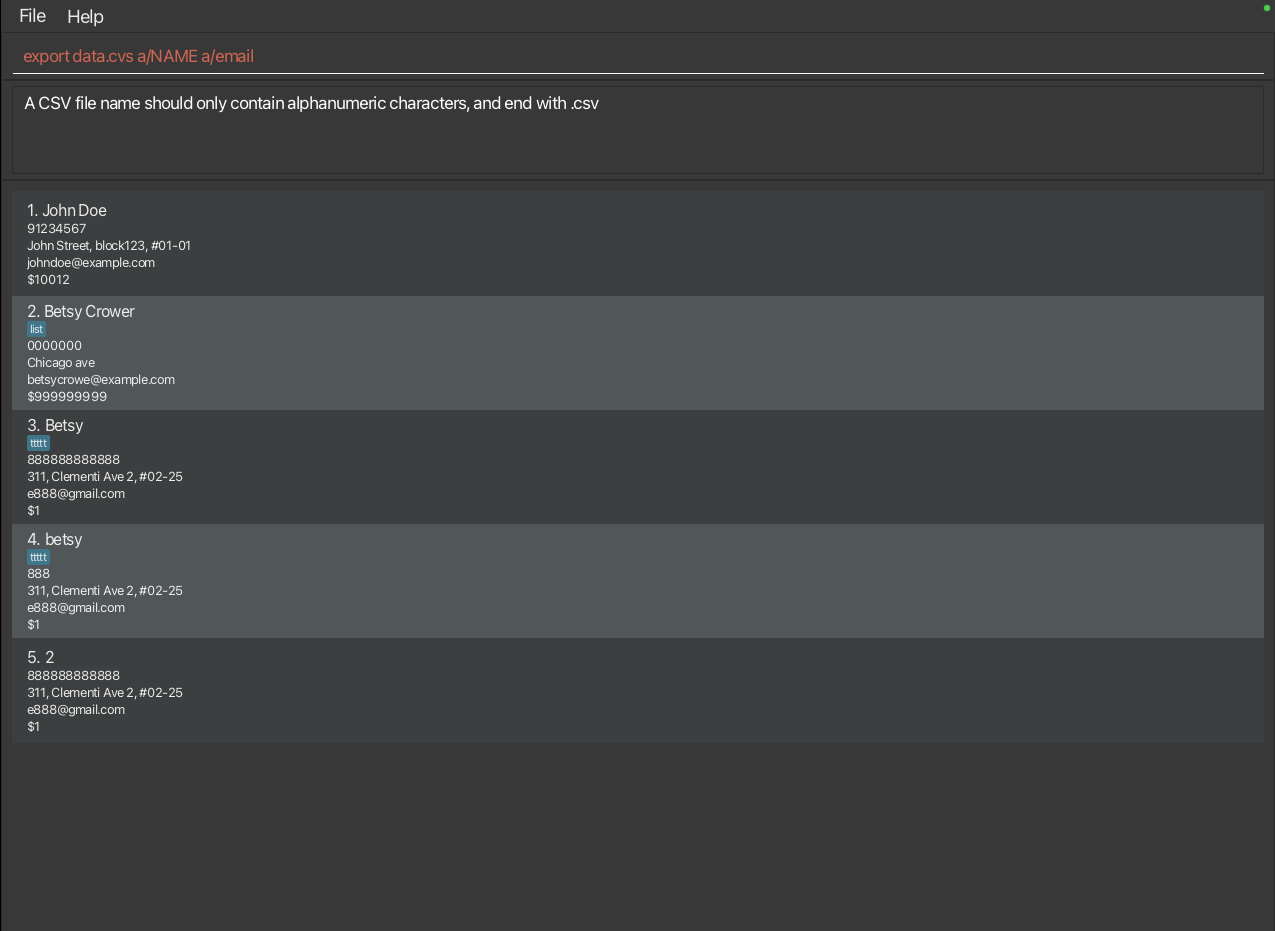 File Help
export data.cvs a/NAME a/email
A CSV file name should only contain alphanumeric characters, and end with .csv
1. John Doe
91234567
John Street, block123, #01-01
johndoe@example.com
$10012
2. Betsy Crower
list
0000000
Chicago ave
betsycrowe@example.com
$999999999
3. Betsy
ttttt
888888888888
311, Clementi Ave 2, #02-25
e888@gmail.com
$1
4. betsy
ttttt
888
311, Clementi Ave 2, #02-25
e888@gmail.com
$1
5. 2
888888888888
311, Clementi Ave 2, #02-25
e888@gmail.com
$1